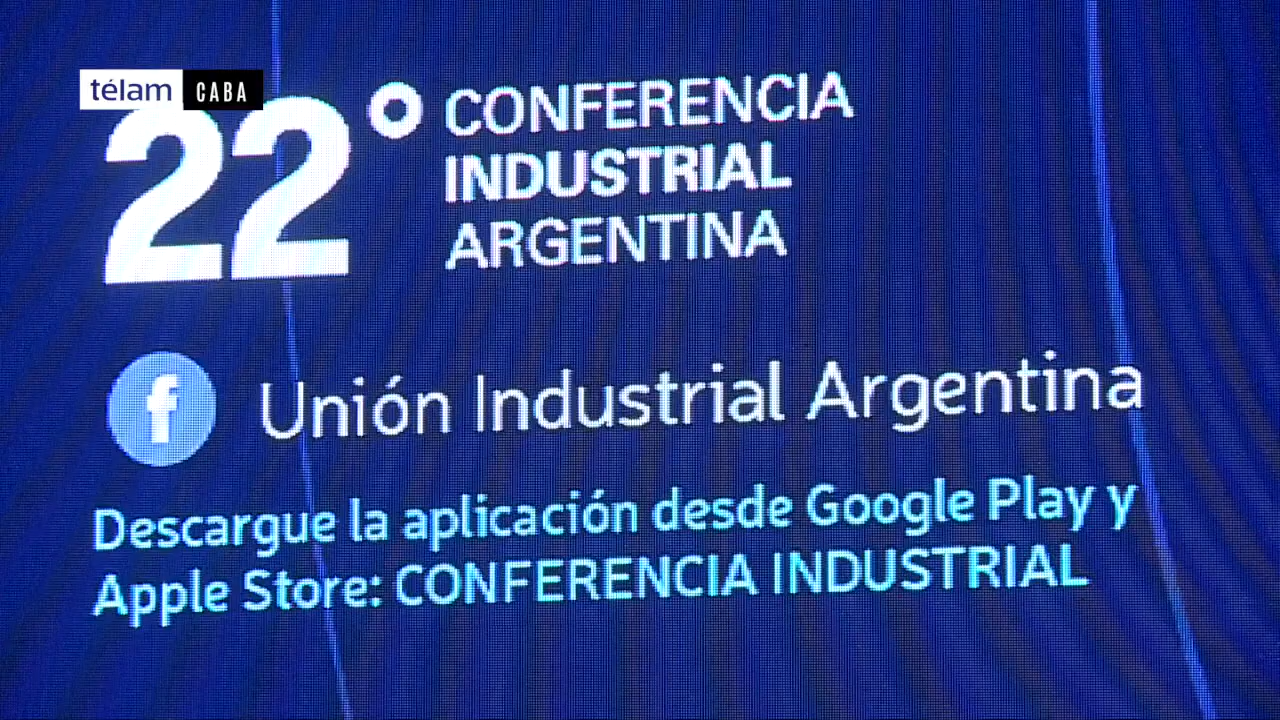 télam CABA
22° CONFERENCIA
INDUSTRIAL
ARGENTINA
f Unión Industrial Argentina
Descargue la aplicación desde Google Play y
Apple Store: CONFERENCIA INDUSTRIAL